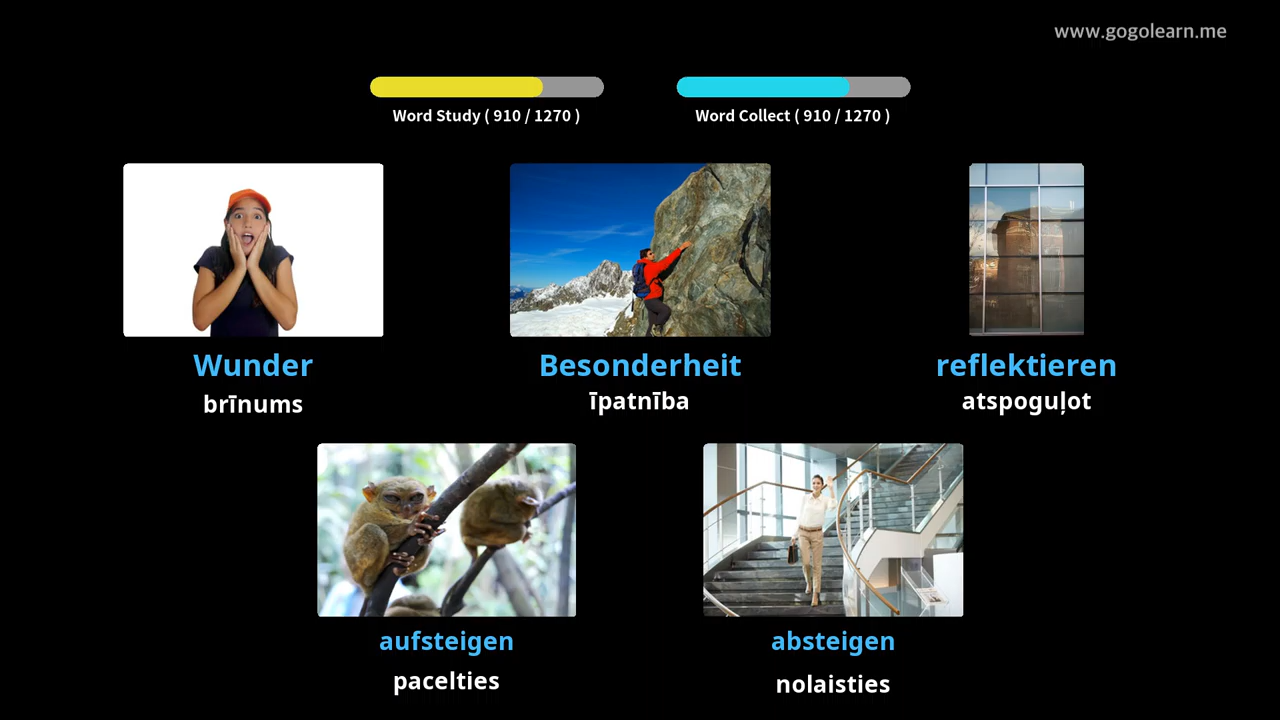 www.gogolearn.me
Word Study ( 910 / 1270 )
Word Collect ( 910 / 1270 )
Wunder
brīnums
Besonderheit
īpatnība
reflektieren
atspoguļot
aufsteigen
pacelties
absteigen
nolaisties